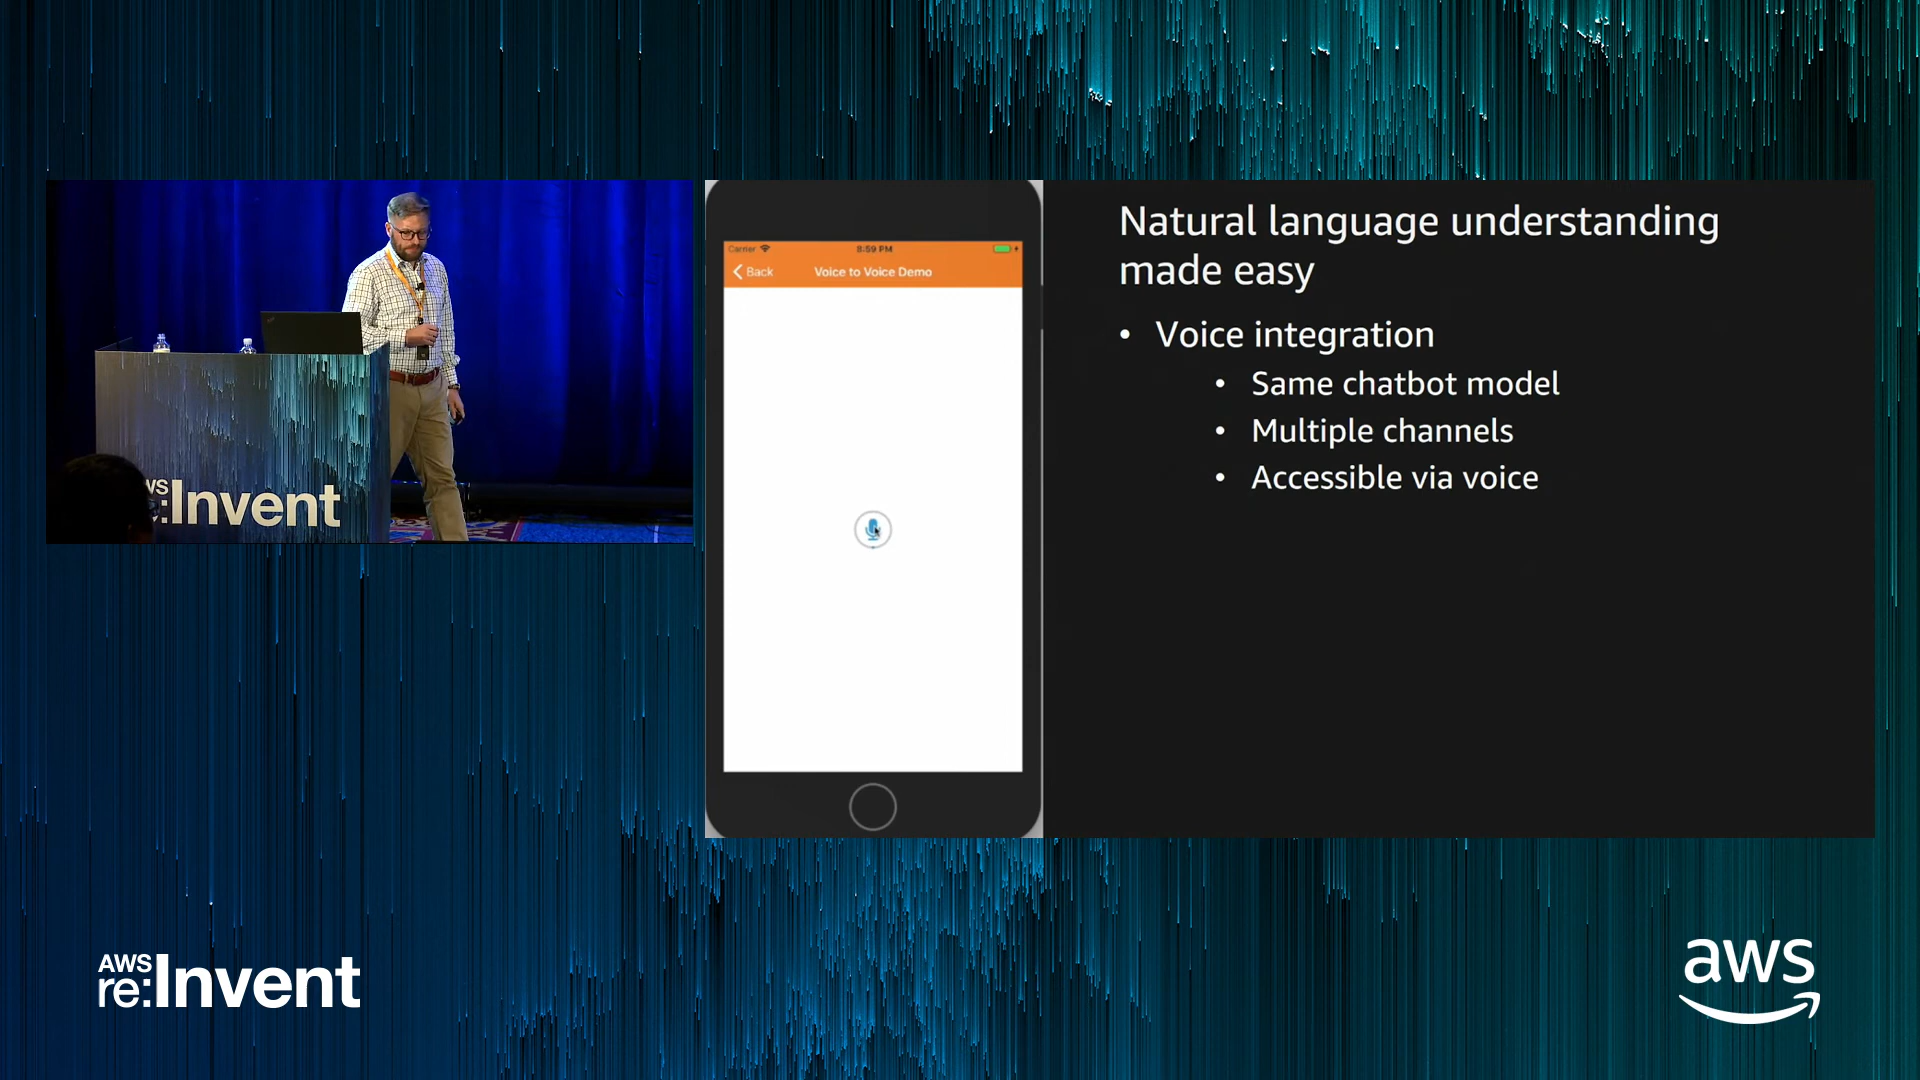 Carrier
8:59 PM
Back
Voice to Voice Demo
Natural language understanding
made easy
• Voice integration
• Same chatbot model
• Multiple channels
• Accessible via voice
re:Invent
AWS
re:Invent
aws